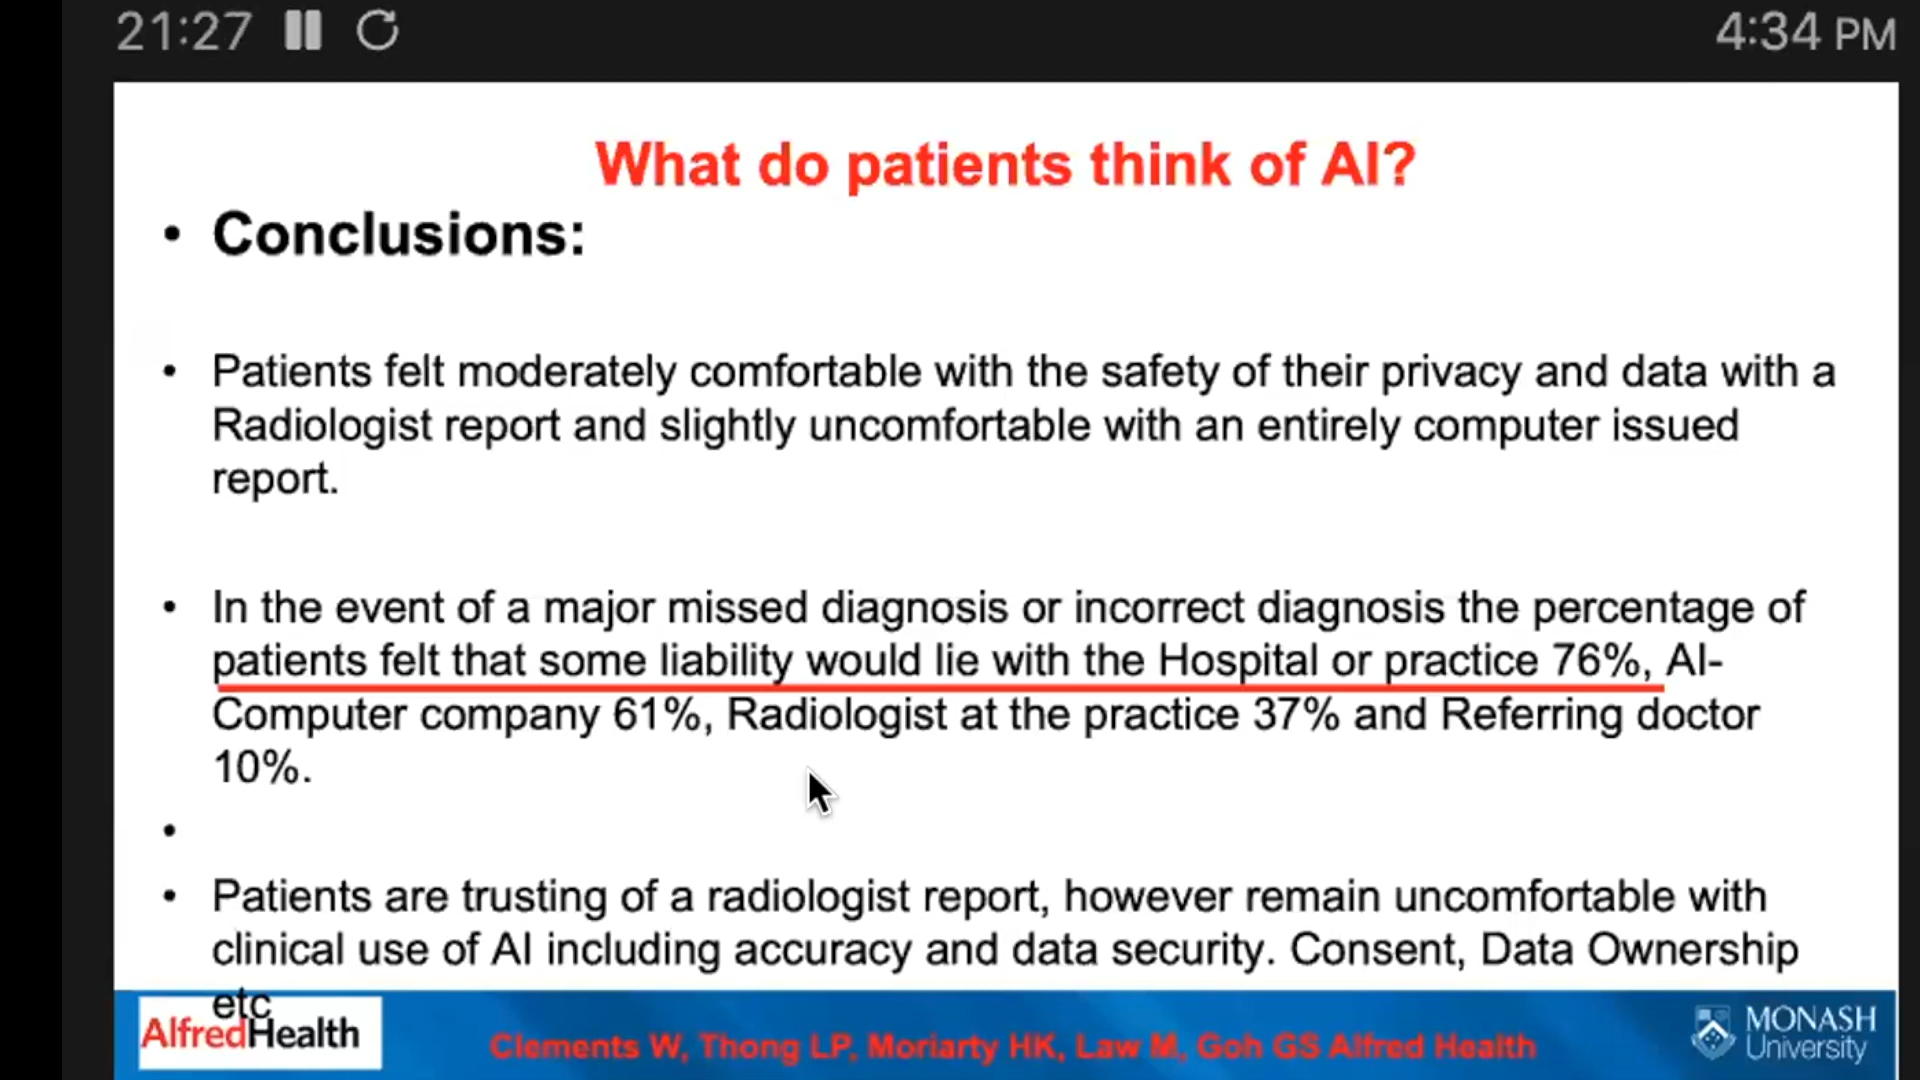 21:27
4:34 PM
What do patients think of AI?
• Conclusions:
• Patients felt moderately comfortable with the safety of their privacy and data with a
Radiologist report and slightly uncomfortable with an entirely computer issued
report.
• In the event of a major missed diagnosis or incorrect diagnosis the percentage of
patients felt that some liability would lie with the Hospital or practice 76%, AI-
Computer company 61%, Radiologist at the practice 37% and Referring doctor
10%.
•
• Patients are trusting of a radiologist report, however remain uncomfortable with
clinical use of AI including accuracy and data security. Consent, Data Ownership
etc
AlfredHealth
Clements W, Thong LP, Moriarty HK, Law M, Goh GS Alfred Health
MONASH
University